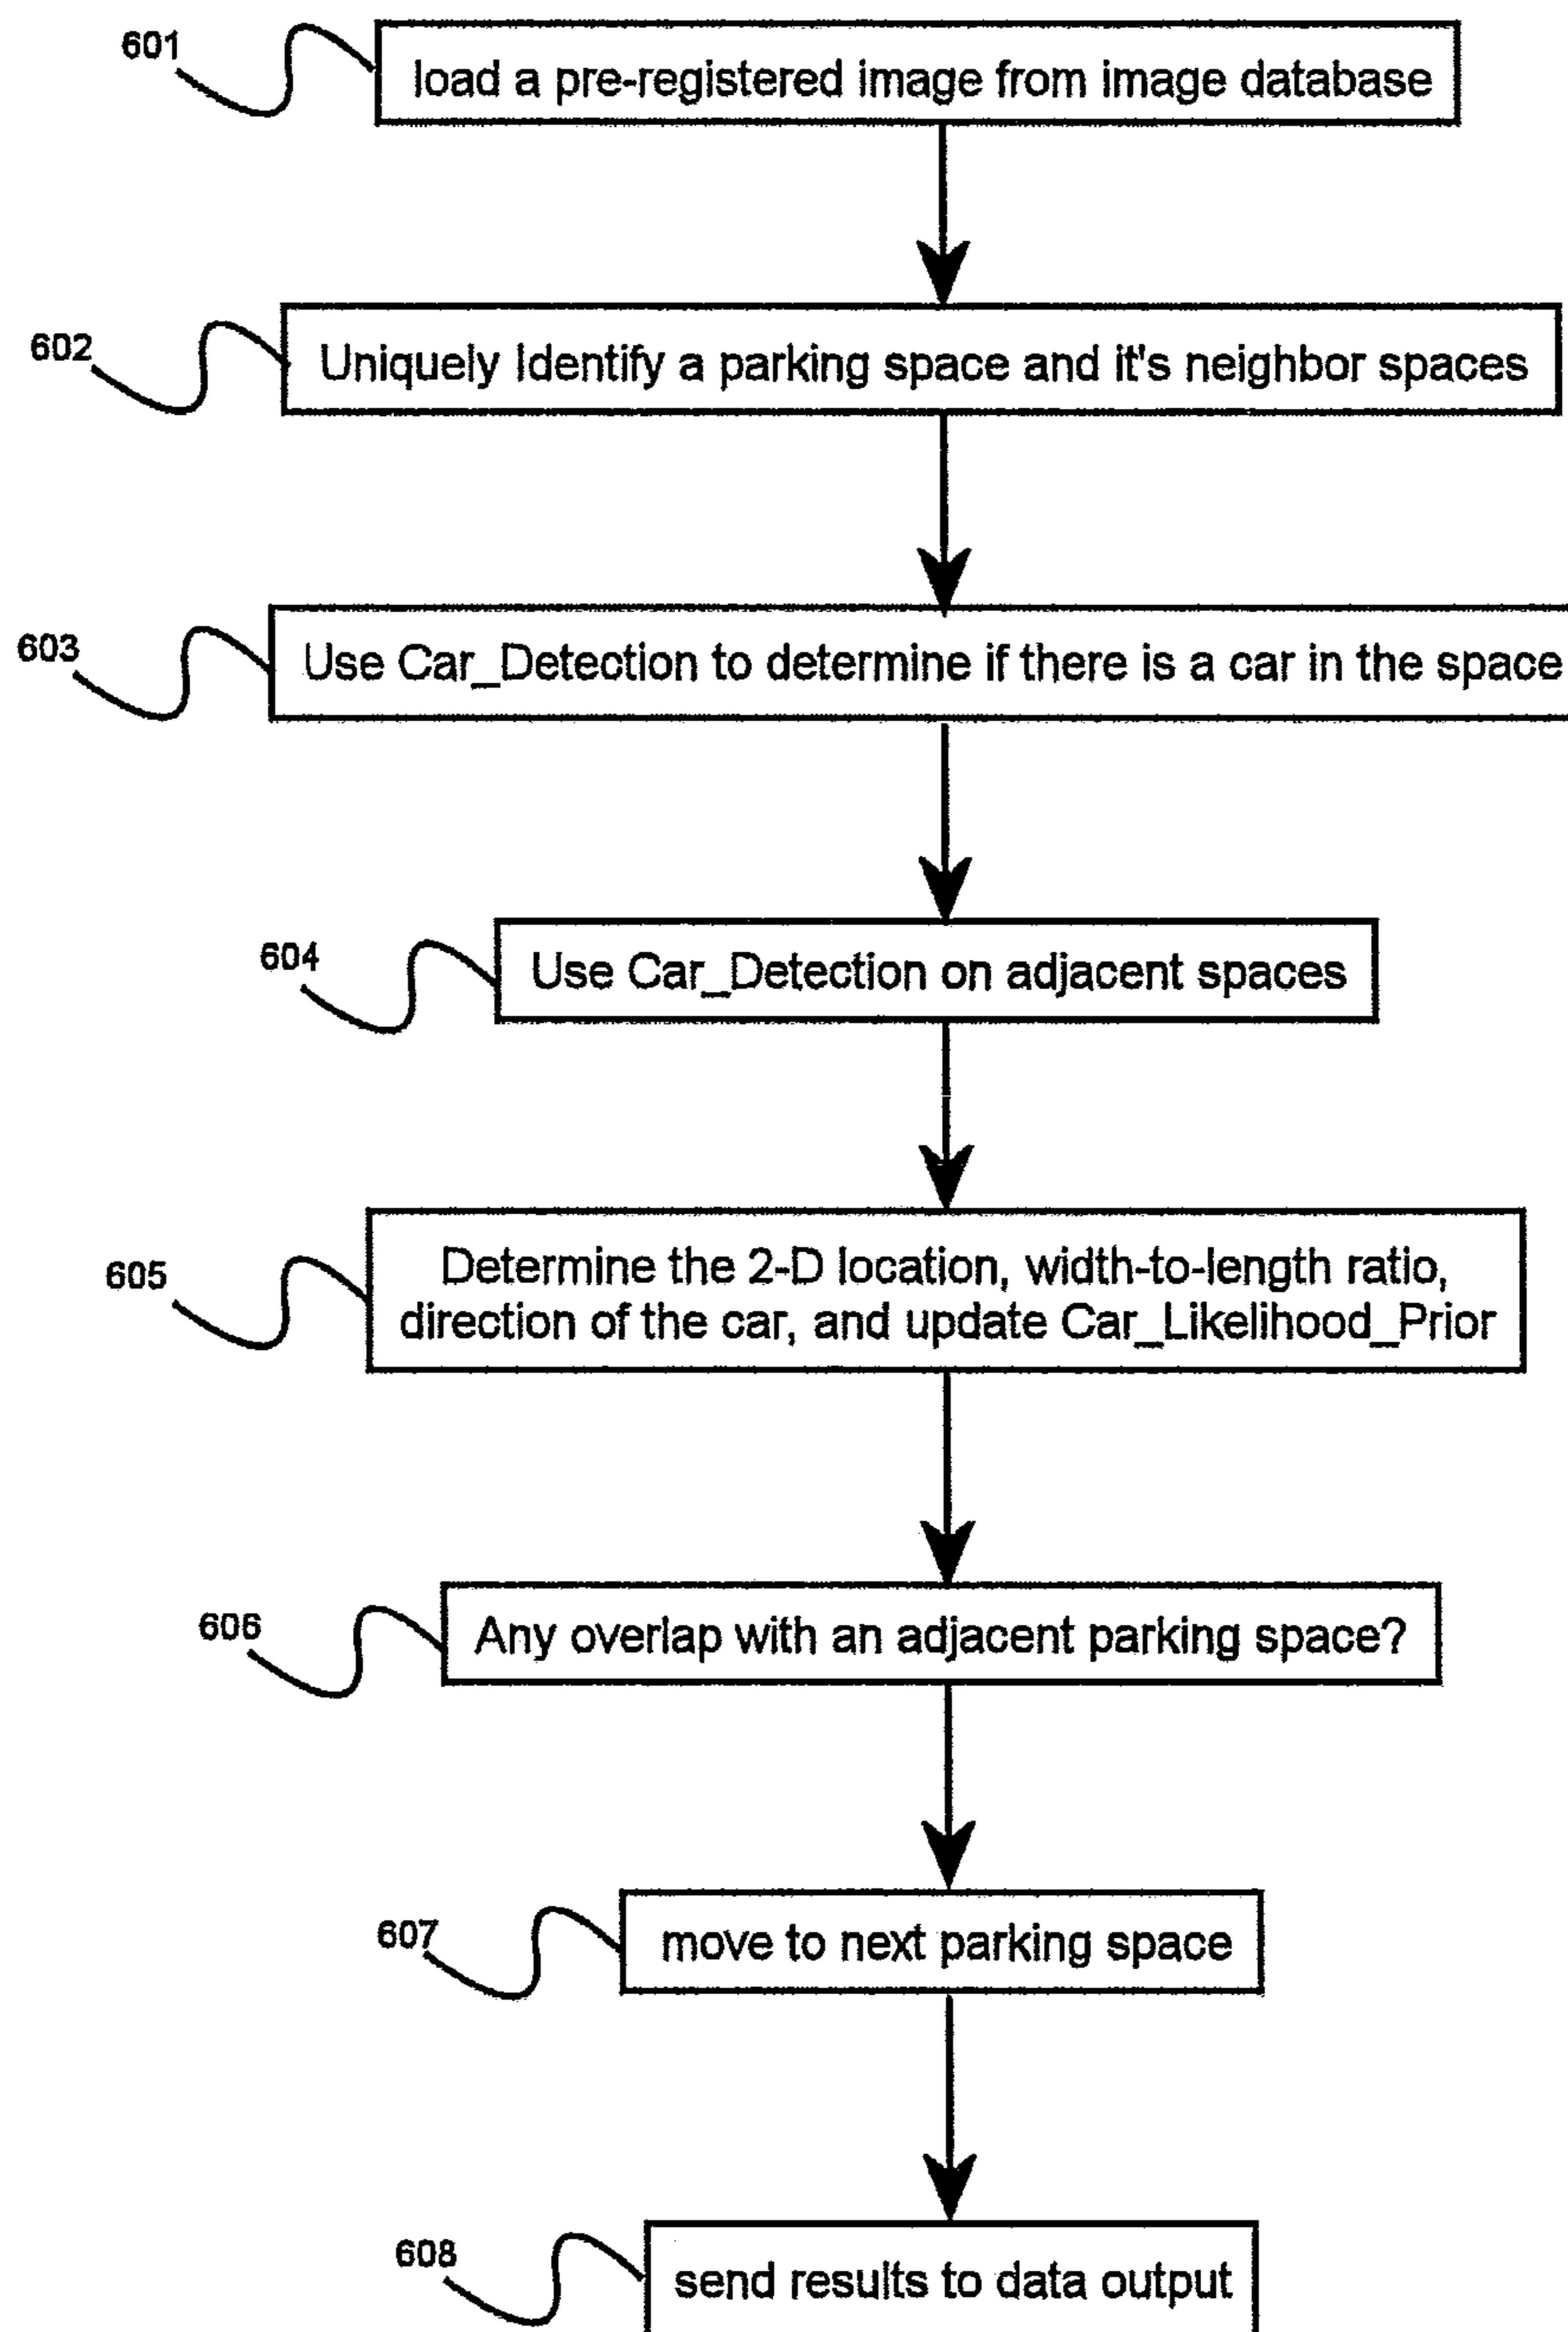 601
load a pre-registered image from image database
602
Uniquely Identify a parking space and it's neighbor spaces
603
Use Car_Detection to determine if there is a car in the space
604
Use Car_Detection on adjacent spaces
605
Determine the 2-D location, width-to-length ratio,
direction of the car, and update Car_Likelihood_Prior
606
Any overlap with an adjacent parking space?
607
move to next parking space
608
send results to data output